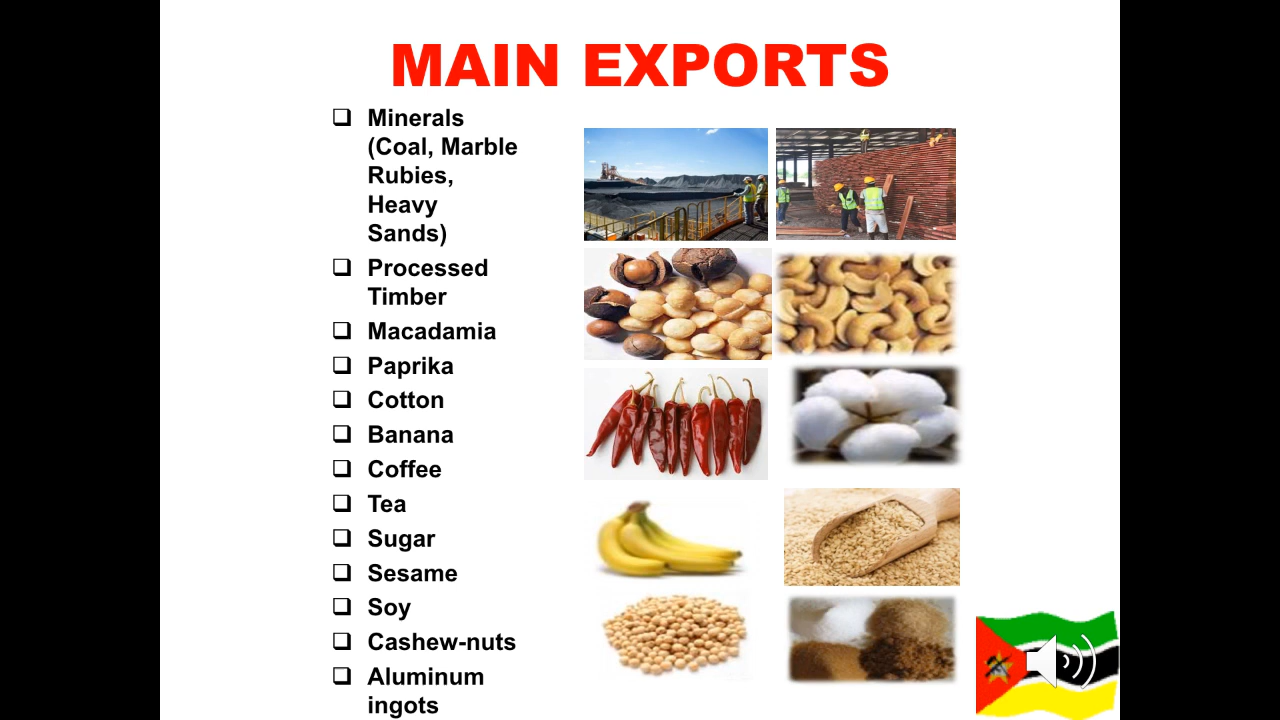 MAIN EXPORTS
❑ Minerals
(Coal, Marble
Rubies,
Heavy
Sands)
❑ Processed
Timber
❑ Macadamia
❑ Paprika
❑ Cotton
❑ Banana
❑ Coffee
❑ Tea
❑ Sugar
❑ Sesame
❑ Soy
❑ Cashew-nuts
❑ Aluminum
ingots